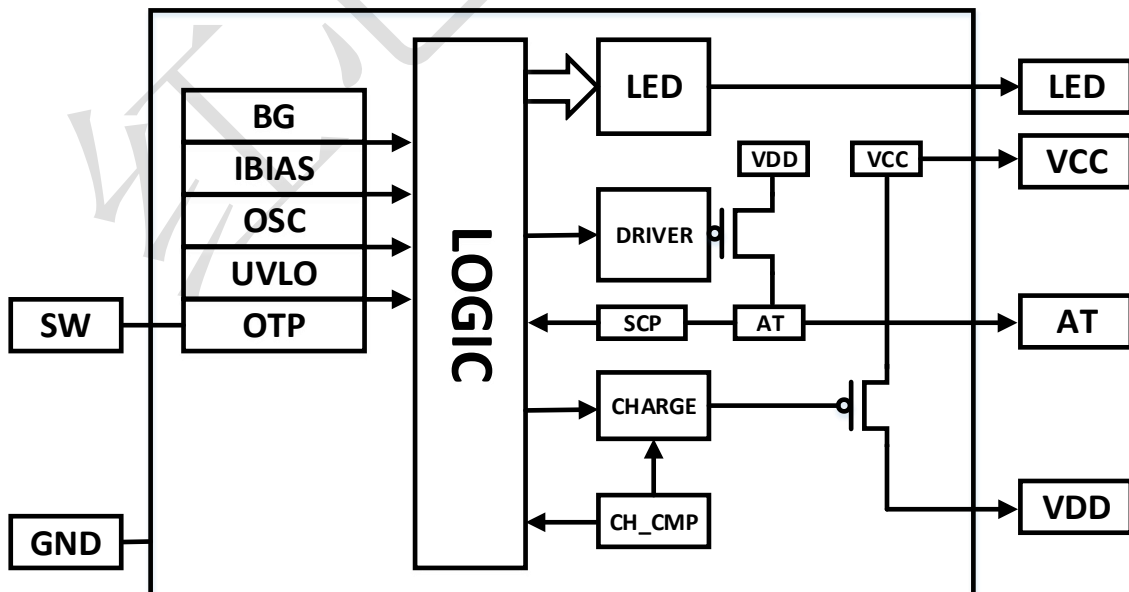 BG
IBIAS
OSC
UVLO
OTP
SW
GND
LOGIC
LED
VDD
VCC
DRIVER
SCP
AT
CHARGE
CH_CMP
LED
VCC
AT
VDD